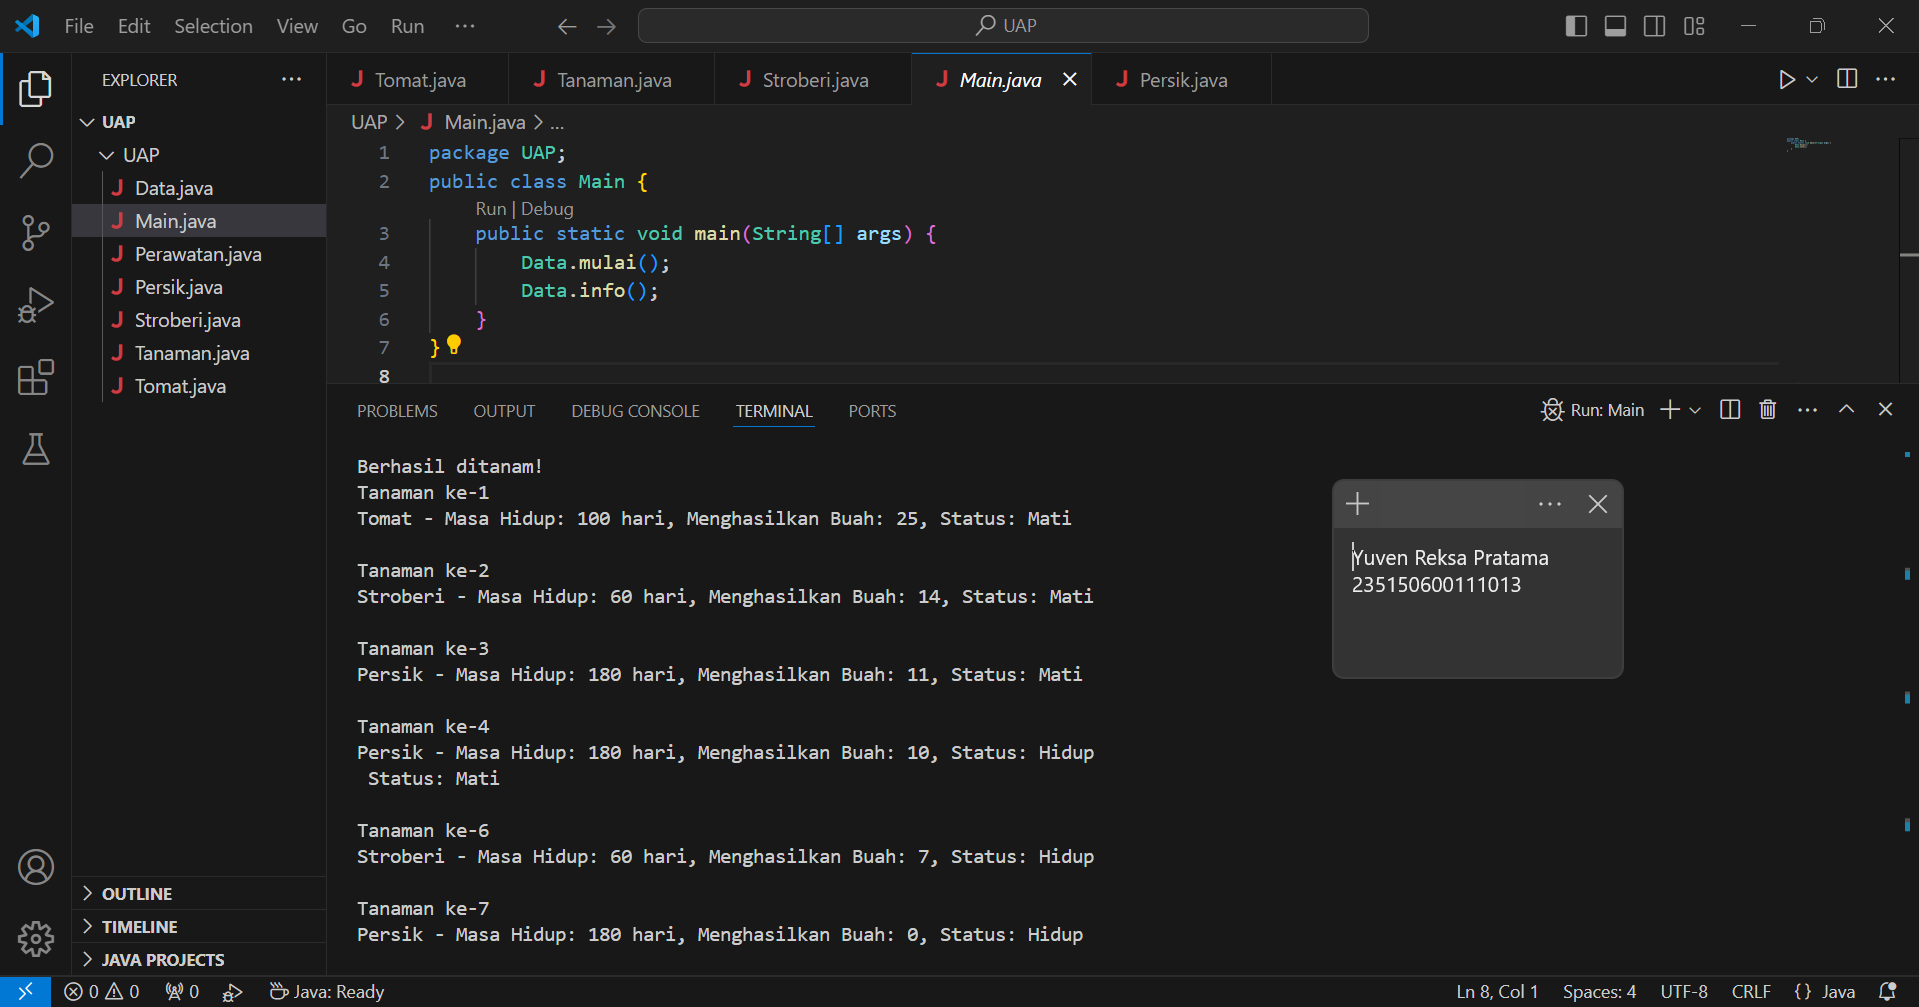 File Edit Selection View Go Run ···
UAP
EXPLORER ···
UAP
UAP
Data.java
Main.java
Perawatan.java
Persik.java
Stroberi.java
Tanaman.java
Tomat.java
OUTLINE
TIMELINE
JAVA PROJECTS
Tomat.java Tanaman.java Stroberi.java Main.java Persik.java
UAP > Main.java > ...
1 package UAP;
2 public class Main {
Run | Debug
3 public static void main(String[] args) {
4 Data.mulai();
5 Data.info();
6 }
7 }
8
PROBLEMS OUTPUT DEBUG CONSOLE TERMINAL PORTS
Run: Main
Berhasil ditanam!
Tanaman ke-1
Tomat - Masa Hidup: 100 hari, Menghasilkan Buah: 25, Status: Mati
Tanaman ke-2
Stroberi - Masa Hidup: 60 hari, Menghasilkan Buah: 14, Status: Mati
Tanaman ke-3
Persik - Masa Hidup: 180 hari, Menghasilkan Buah: 11, Status: Mati
Tanaman ke-4
Persik - Masa Hidup: 180 hari, Menghasilkan Buah: 10, Status: Hidup
Status: Mati
Tanaman ke-6
Stroberi - Masa Hidup: 60 hari, Menghasilkan Buah: 7, Status: Hidup
Tanaman ke-7
Persik - Masa Hidup: 180 hari, Menghasilkan Buah: 0, Status: Hidup
Yuven Reksa Pratama
235150600111013
0 0 0 Java: Ready Ln 8, Col 1 Spaces: 4 UTF-8 CRLF {} Java